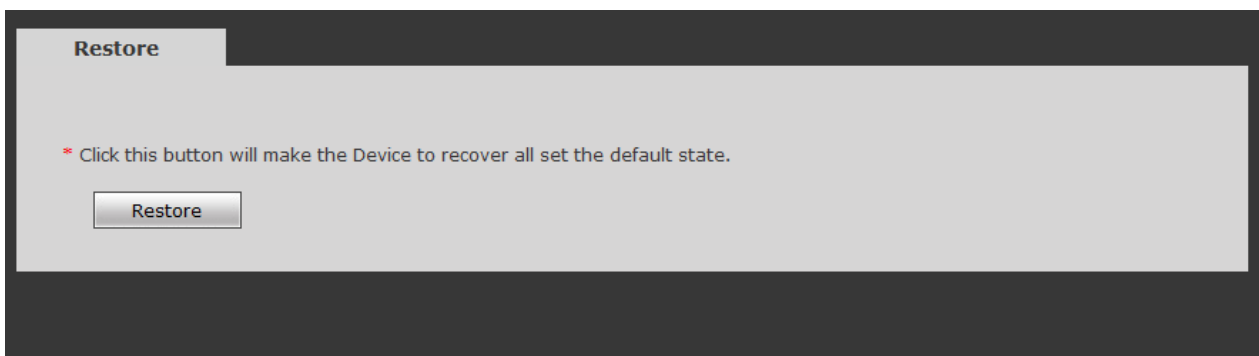 Restore
* Click this button will make the Device to recover all set the default state.
Restore